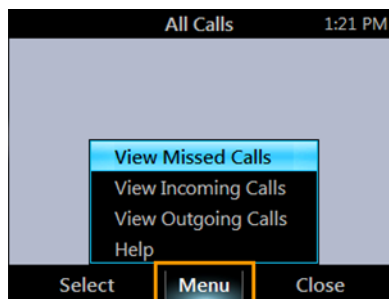 All Calls 1:21 PM
View Missed Calls
View Incoming Calls
View Outgoing Calls
Help
Select Menu Close